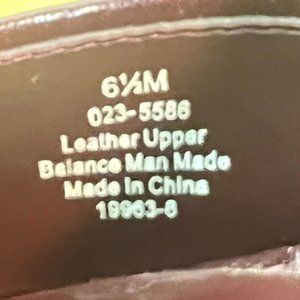 6½M
023-5586
Leather Upper
Balance Man Made
Made in China
19963-8